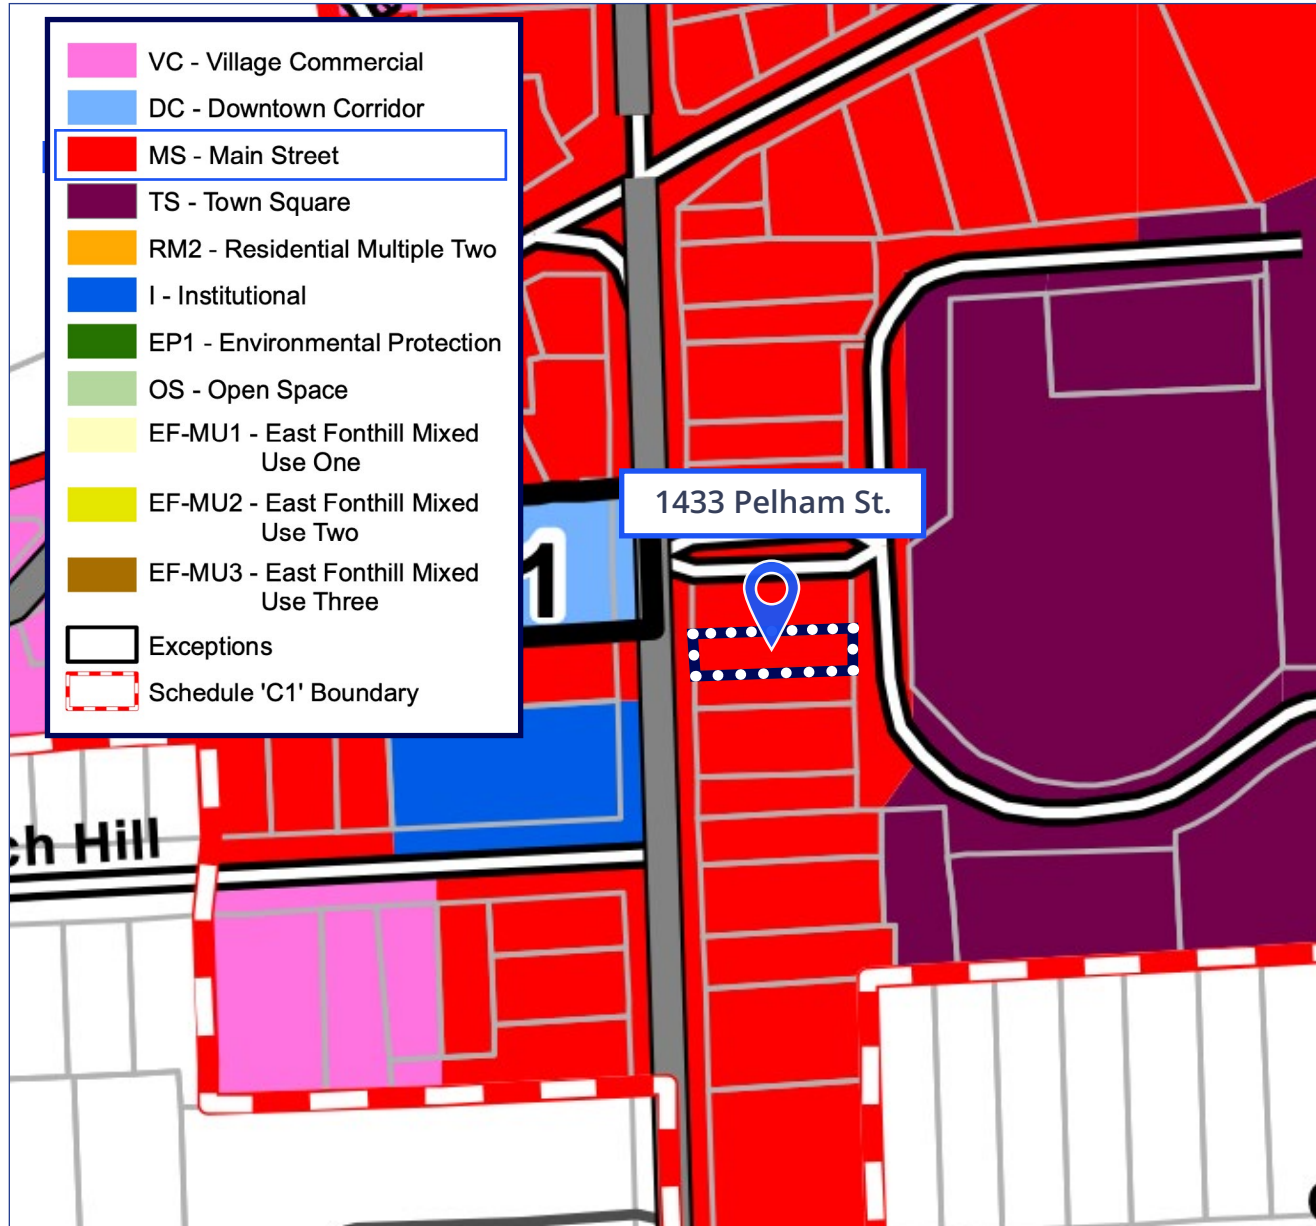 VC - Village Commercial
DC - Downtown Corridor
MS - Main Street
TS - Town Square
RM2 - Residential Multiple Two
I - Institutional
EP1 - Environmental Protection
OS - Open Space
EF-MU1 - East Fonthill Mixed
Use One
EF-MU2 - East Fonthill Mixed
Use Two
EF-MU3 - East Fonthill Mixed
Use Three
Exceptions
Schedule 'C1' Boundary
1433 Pelham St.
1
ch Hill